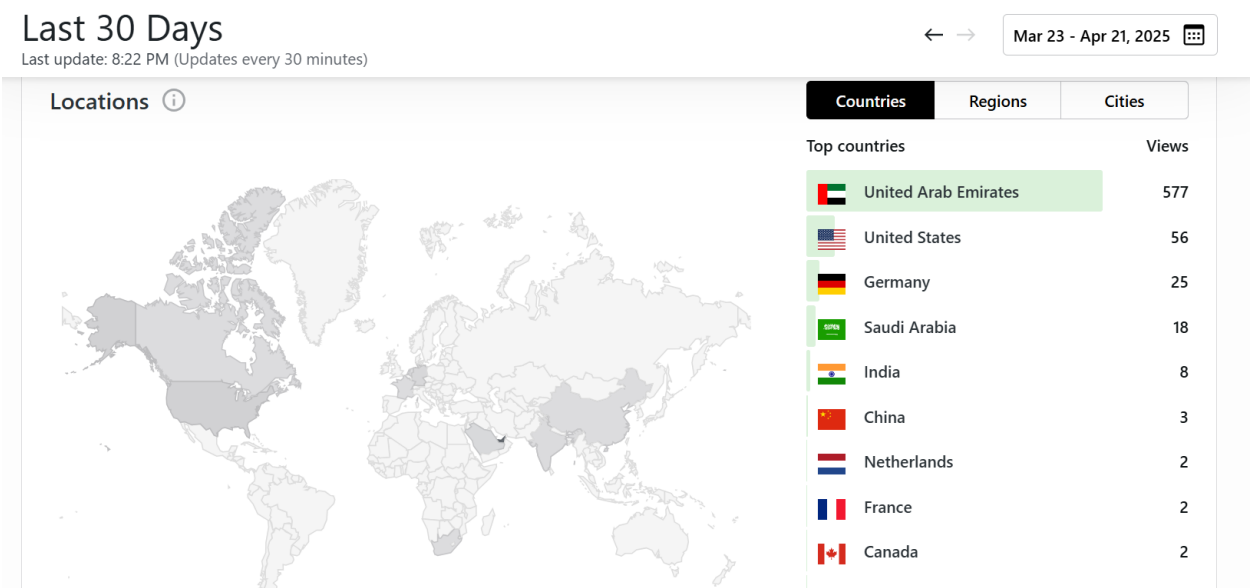 Last 30 Days
Last update: 8:22 PM (Updates every 30 minutes)
Mar 23 - Apr 21, 2025
Locations
Countries
Regions
Cities
Top countries Views
United Arab Emirates 577
United States 56
Germany 25
Saudi Arabia 18
India 8
China 3
Netherlands 2
France 2
Canada 2